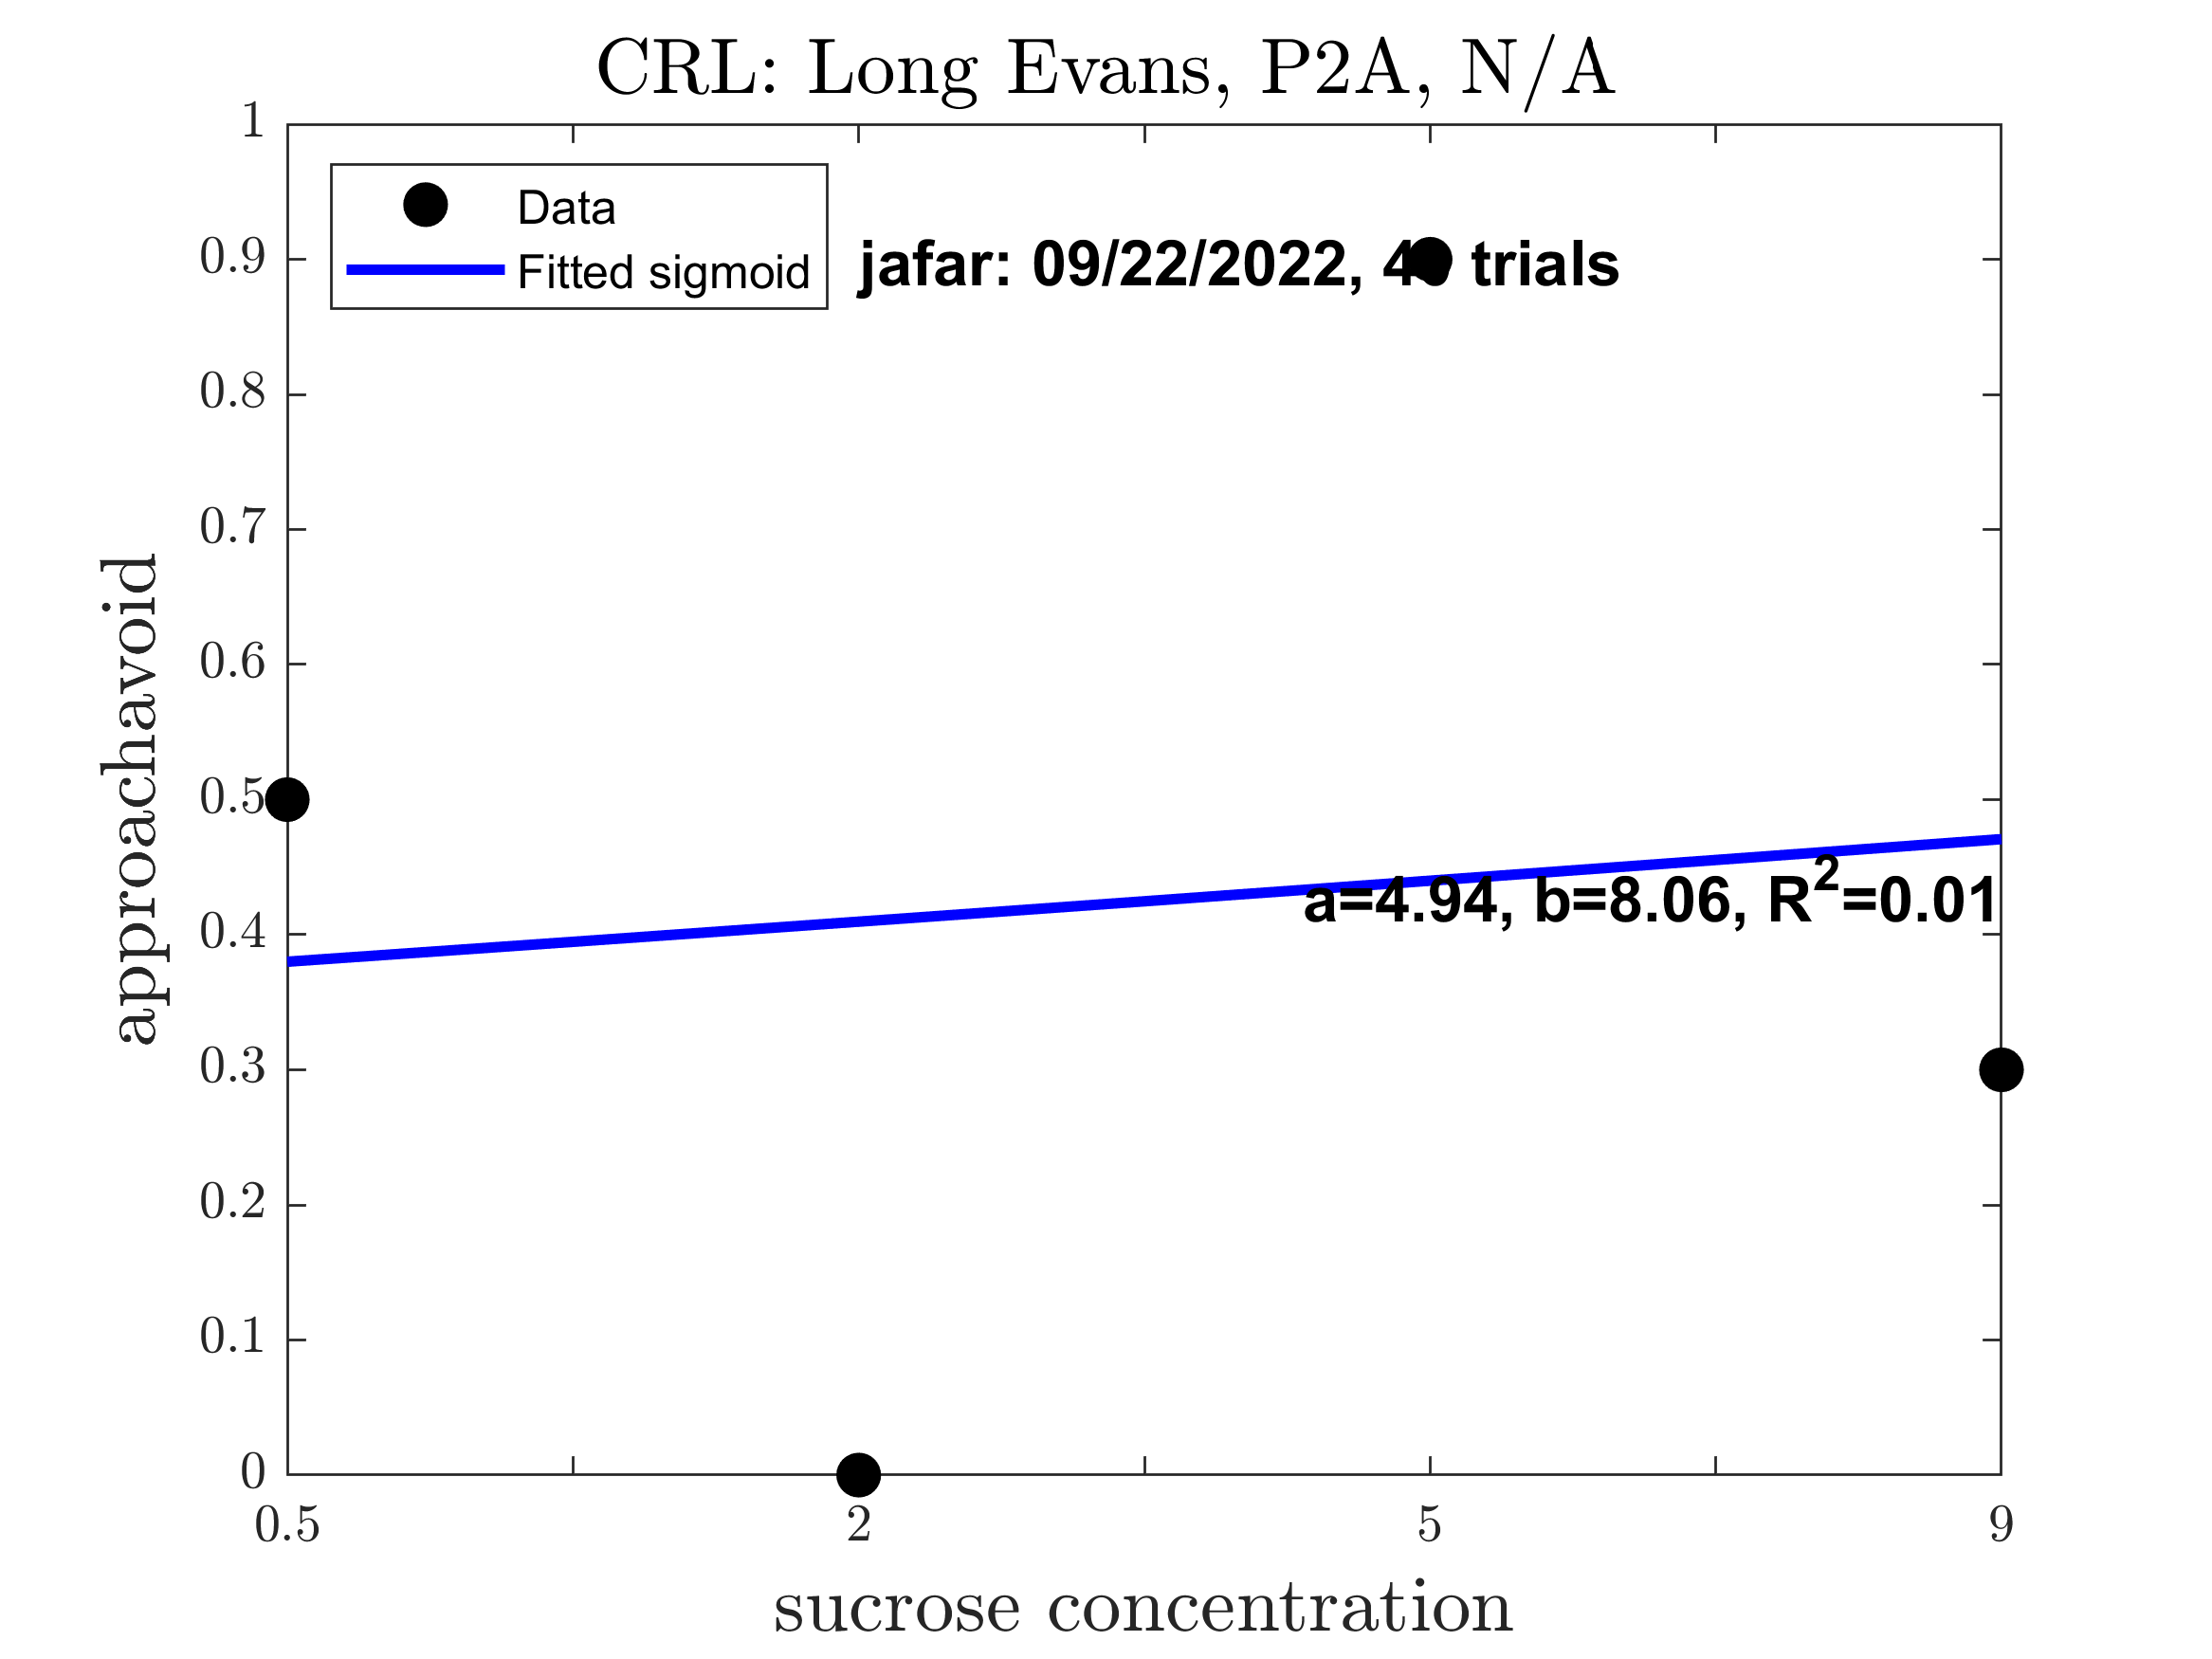 CRL: Long Evans, P2A, N/A
Data
Fitted sigmoid
jafar: 09/22/2022, trials
a=4.94, b=8.06, R²=0.01
approachavoid
1
0.9
0.8
0.7
0.6
0.5
0.4
0.3
0.2
0.1
0
0.5 2 5 9
sucrose concentration